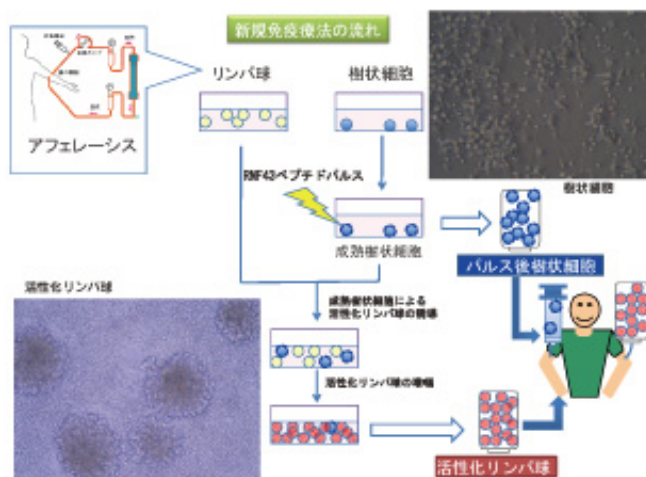 新規免疫療法の流れ
アフェレーシス
リンパ球
樹状細胞
樹状細胞
RNF43ペプチドパルス
成熟樹状細胞
パルス後樹状細胞
活性化リンパ球
成熟樹状細胞による
活性化リンパ球の誘導
活性化リンパ球の増幅
活性化リンパ球